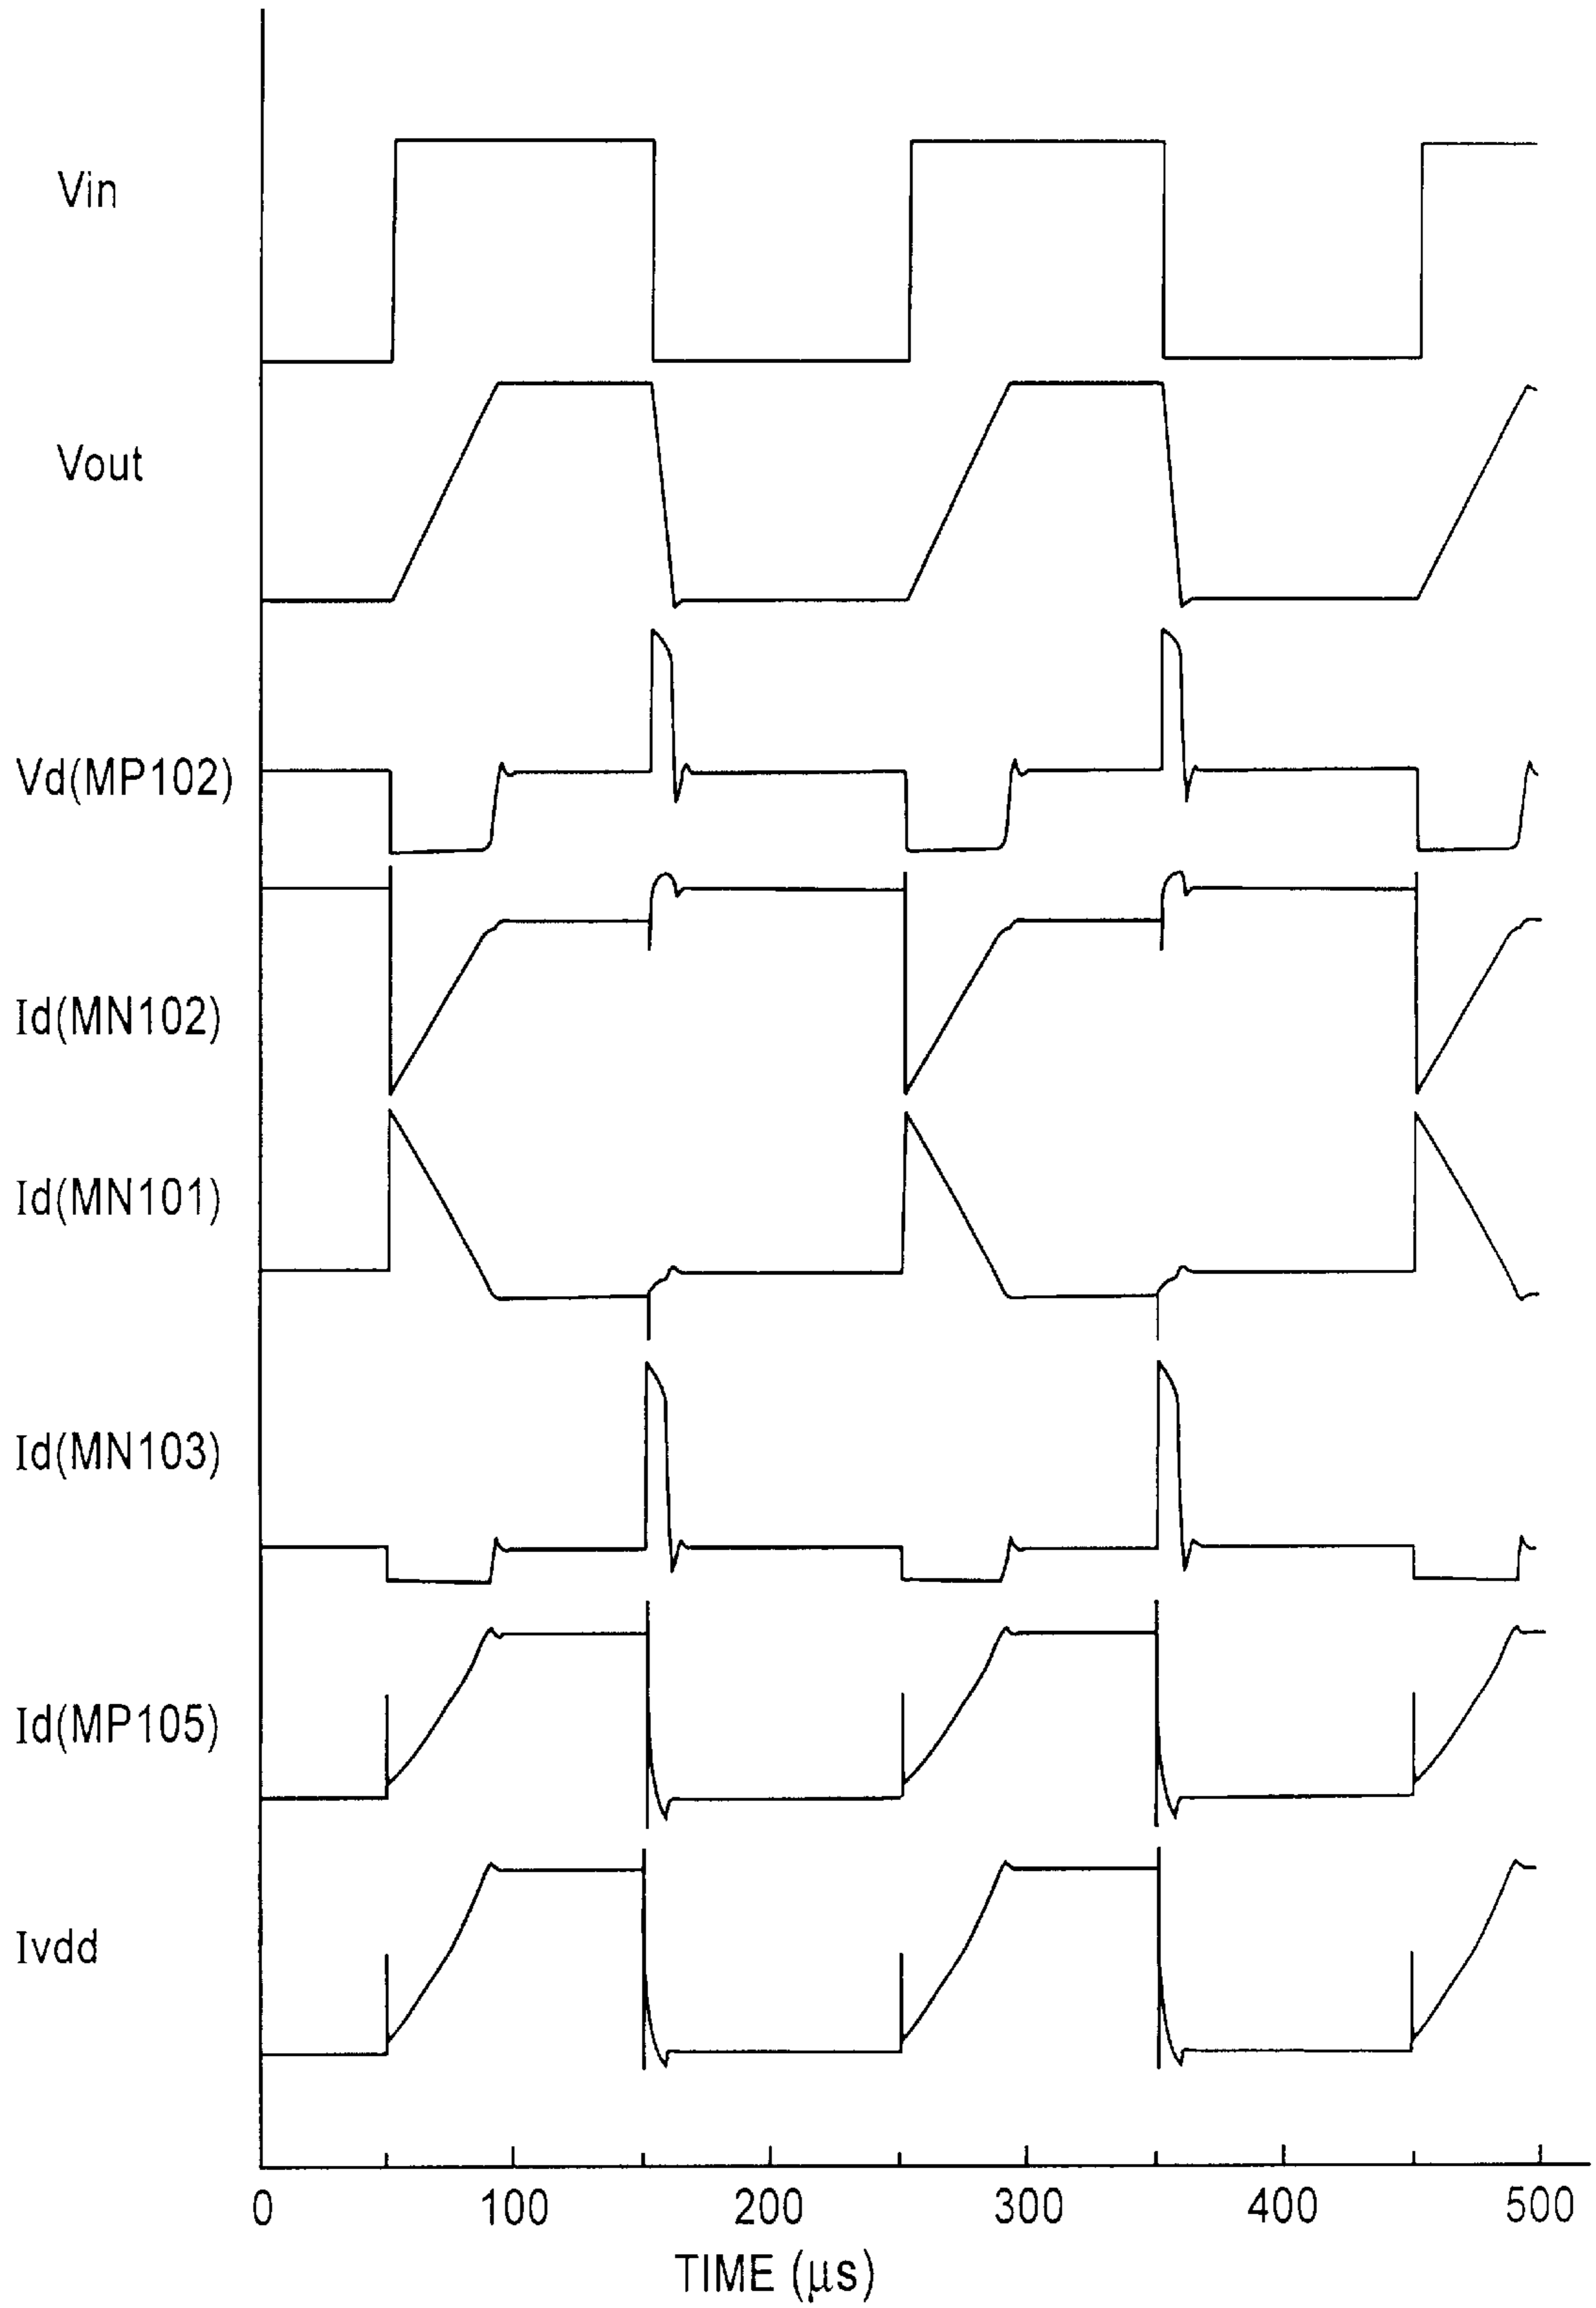 Vin
Vout
Vd(MP102)
Id(MN102)
Id(MN101)
Id(MN103)
Id(MP105)
Ivdd
0 100 200 300 400 500
TIME (μs)